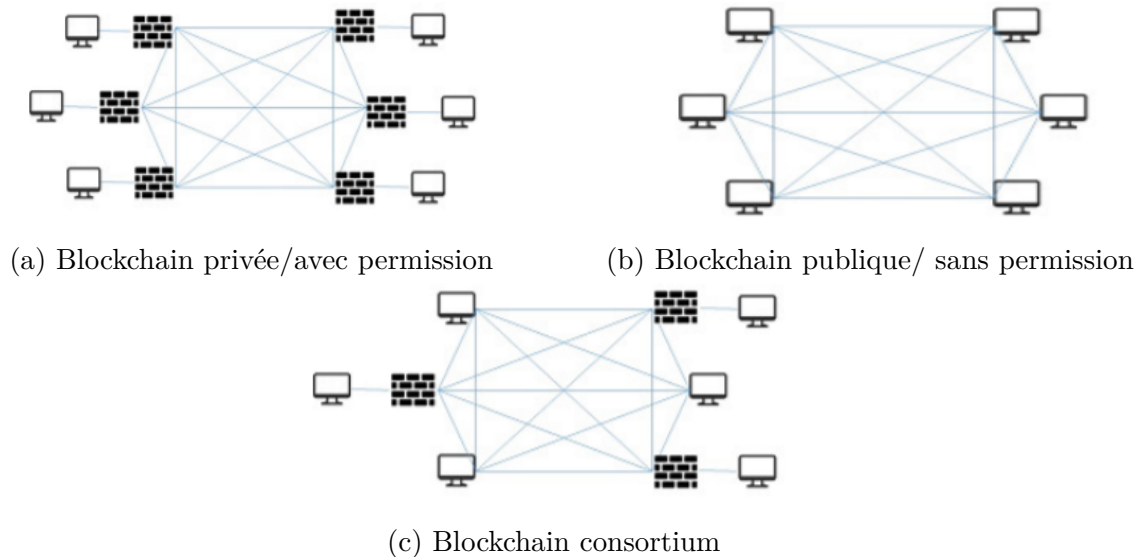 (a) Blockchain privée/avec permission
(b) Blockchain publique/ sans permission
(c) Blockchain consortium